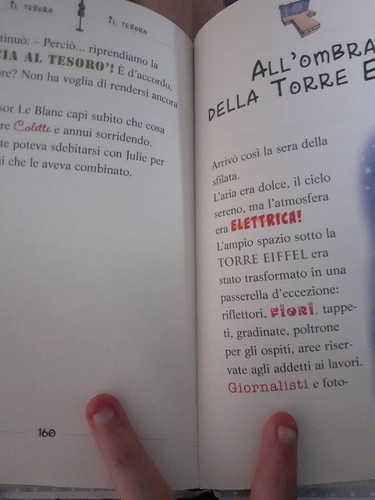 IL TESORO
IL TESORO
tinuò: – Perciò... riprendiamo la
CIA AL TESORO"! È d'accordo,
ore? Non ha voglia di rendersi ancora
sor Le Blanc capì subito che cosa
re Colette e annuì sorridendo.
te poteva sdebitarsi con Julie per
i che le aveva combinato.
160
ALL'OMBRA
DELLA TORRE E
Arrivò così la sera della
sfilata.
L'aria era dolce, il cielo
sereno, ma l'atmosfera
era ELETTRICA!
L'ampio spazio sotto la
TORRE EIFFEL era
stato trasformato in una
passerella d'eccezione:
riflettori, FIORI, tappe-
ti, gradinate, poltrone
per gli ospiti, aree riser-
vate agli addetti ai lavori.
Giornalisti e foto-